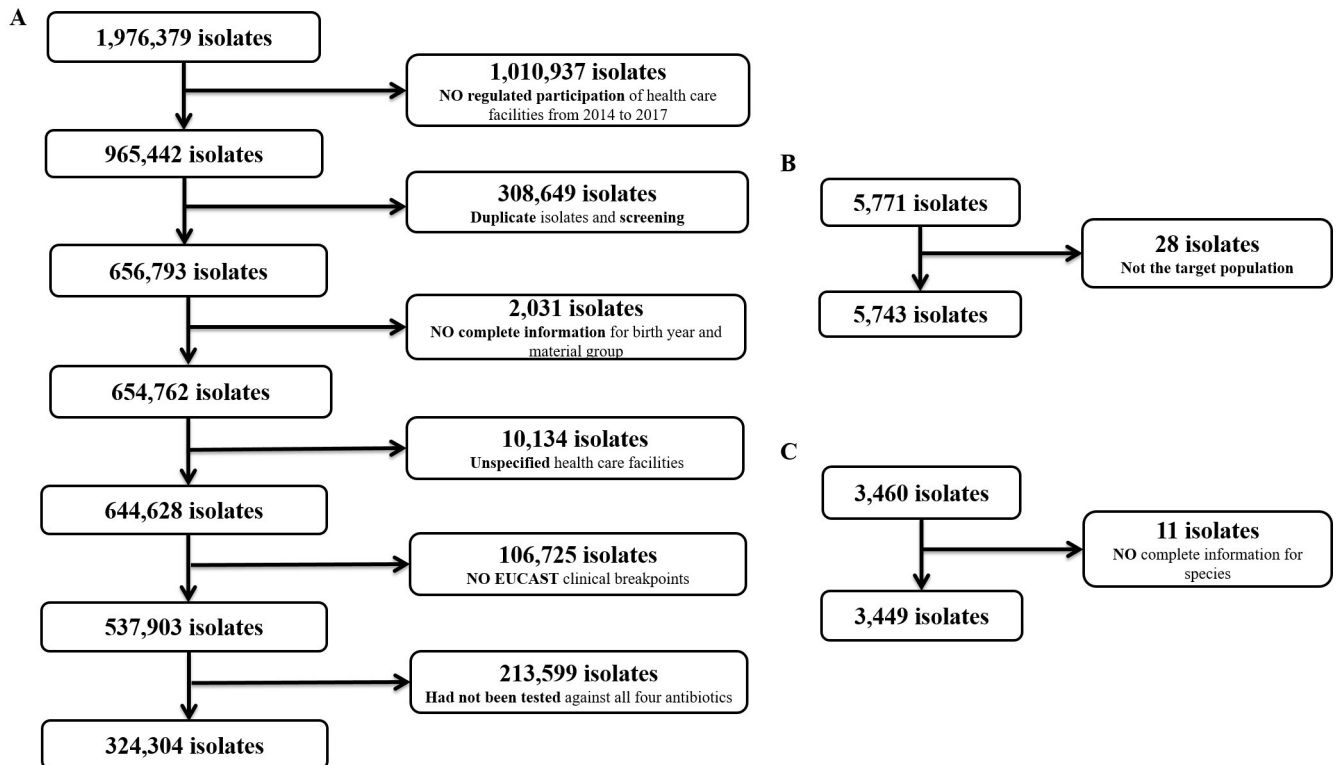 A
1,976,379 isolates
1,010,937 isolates
NO regulated participation of health care
facilities from 2014 to 2017
965,442 isolates
308,649 isolates
Duplicate isolates and screening
656,793 isolates
2,031 isolates
NO complete information for birth year and
material group
654,762 isolates
10,134 isolates
Unspecified health care facilities
644,628 isolates
106,725 isolates
NO EUCAST clinical breakpoints
537,903 isolates
213,599 isolates
Had not been tested against all four antibiotics
324,304 isolates
B
5,771 isolates
28 isolates
Not the target population
5,743 isolates
C
3,460 isolates
11 isolates
NO complete information for
species
3,449 isolates